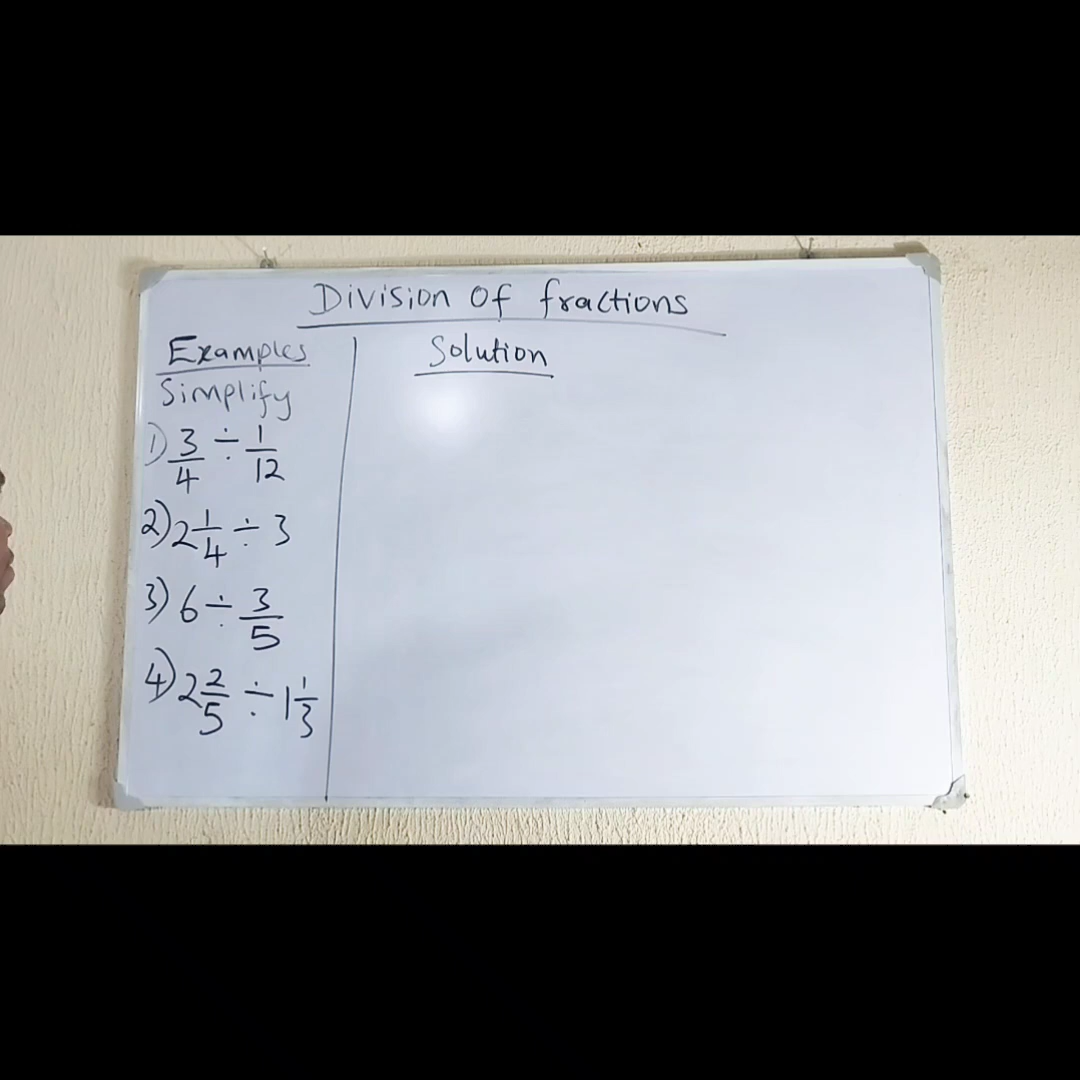 Division Of fractions
Examples
Solution
Simplify
1) 3/4 ÷ 1/12
2) 2 1/4 ÷ 3
3) 6 ÷ 3/5
4) 2 2/5 ÷ 1 1/3